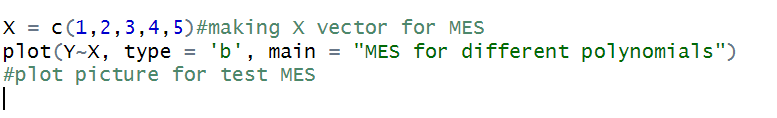 X = c(1,2,3,4,5)#making X vector for MES
plot(Y~X, type = 'b', main = "MES for different polynomials")
#plot picture for test MES